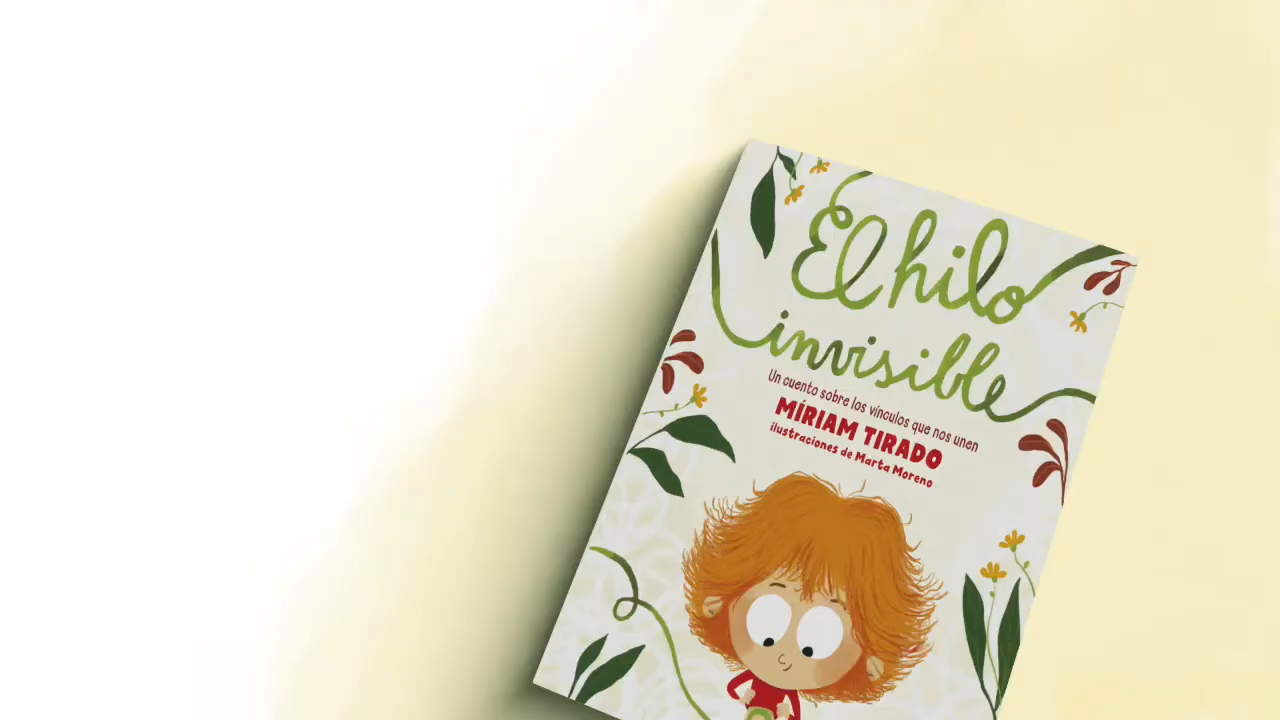 El hilo
invisible
Un cuento sobre los vínculos que nos unen
MÍRIAM TIRADO
ilustraciones de Marta Moreno